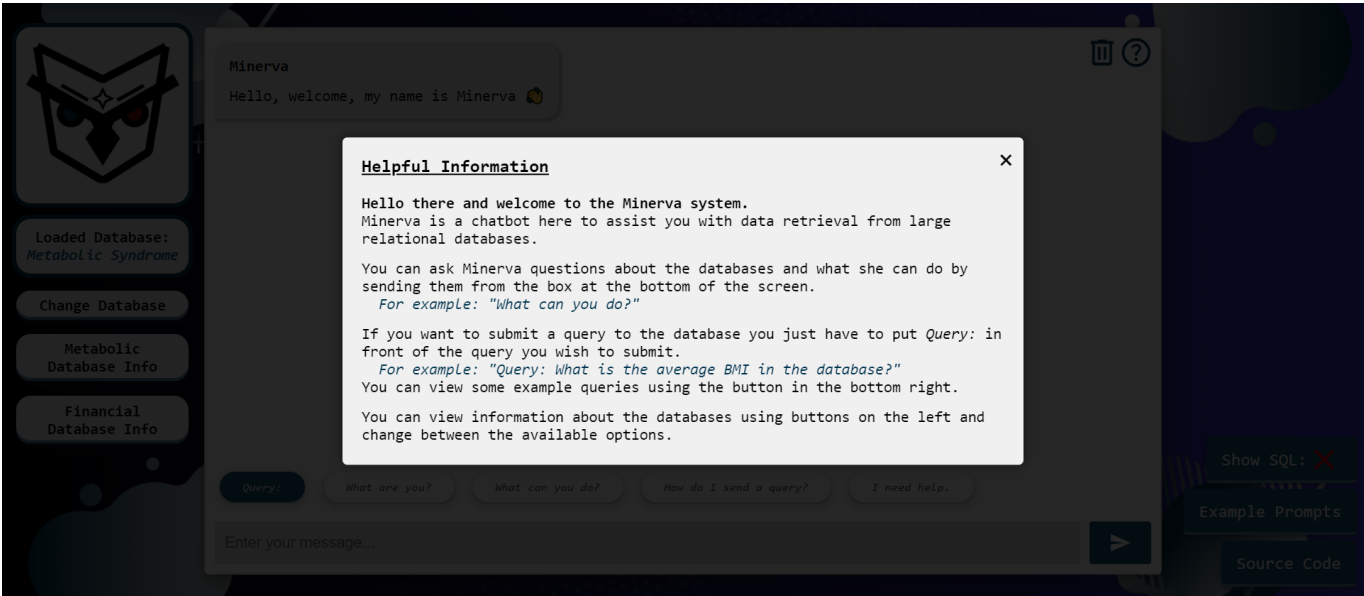 Minerva
Hello, welcome, my name is Minerva 👋
Loaded Database:
Metabolic Syndrome
Change Database
Metabolic
Database Info
Financial
Database Info
Helpful Information
×
Hello there and welcome to the Minerva system.
Minerva is a chatbot here to assist you with data retrieval from large
relational databases.
You can ask Minerva questions about the databases and what she can do by
sending them from the box at the bottom of the screen.
For example: "What can you do?"
If you want to submit a query to the database you just have to put Query: in
front of the query you wish to submit.
For example: "Query: What is the average BMI in the database?"
You can view some example queries using the button in the bottom right.
You can view information about the databases using buttons on the left and
change between the available options.
Query:
What are you?
What can you do?
How do I send a query?
I need help.
Enter your message...
Show SQL: ❌
Example Prompts
Source Code